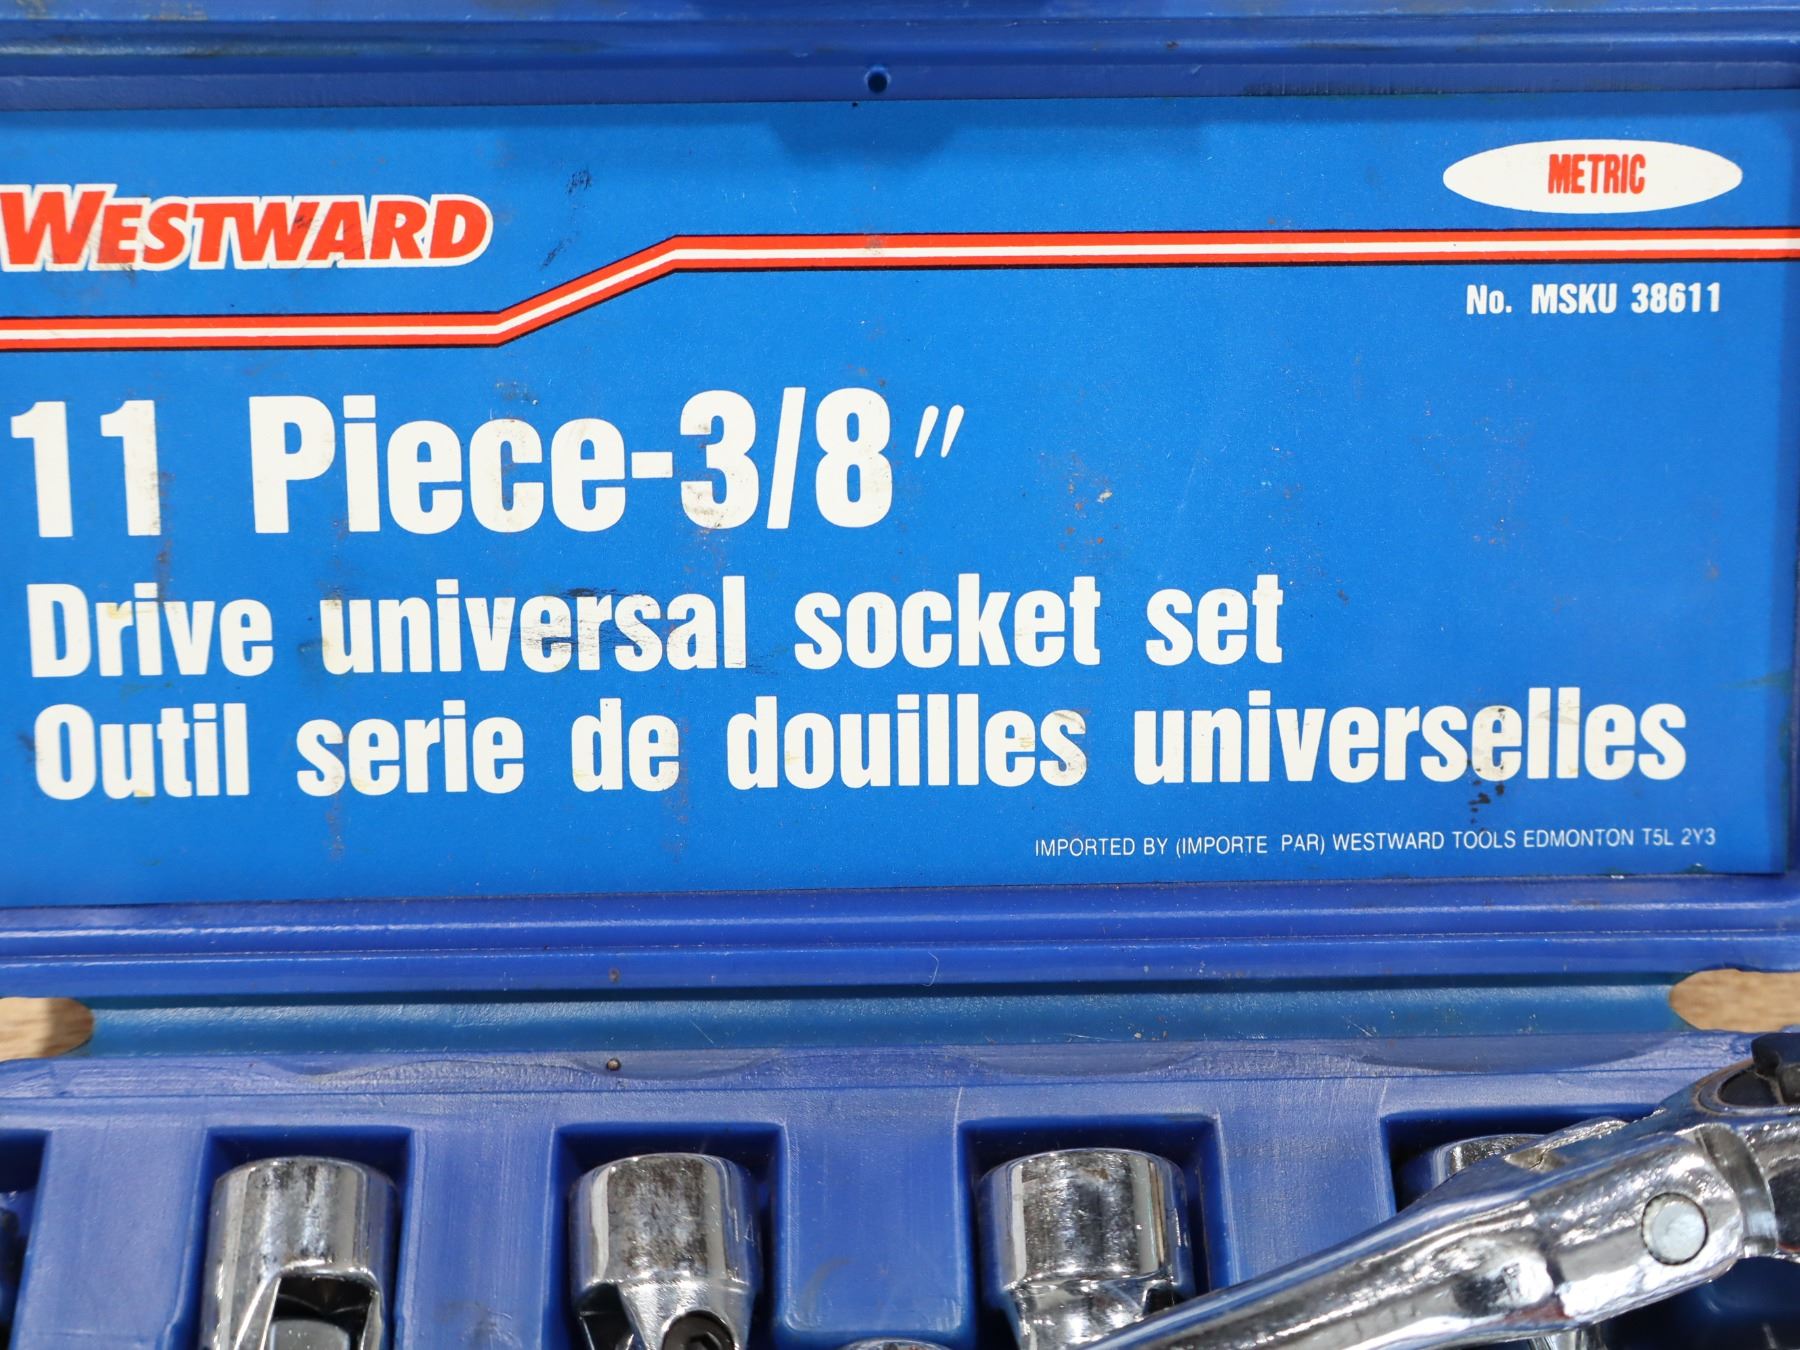 METRIC
WESTWARD
No. MSKU 38611
11 Piece-3/8"
Drive universal socket set
Outil serie de douilles universelles
IMPORTED BY (IMPORTE PAR) WESTWARD TOOLS EDMONTON T5L 2Y3